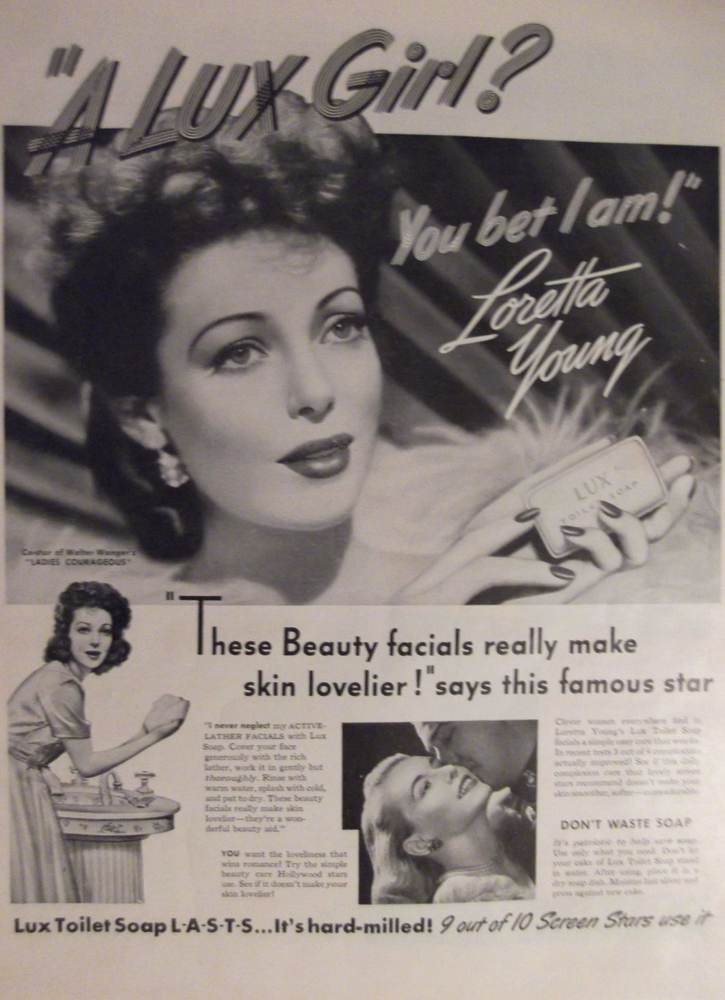 "A LUX Girl?
You bet I am!"
Loretta
Young
LUX
TOILET SOAP
Co-star of Walter Wanger's
"LADIES COURAGEOUS"
"These Beauty facials really make
skin lovelier!" says this famous star
"I never neglect my ACTIVE-
LATHER FACIALS with Lux
Soap. Cover your face
generously with the rich
lather, work it in gently but
thoroughly. Rinse with
warm water, splash with cold,
and pat to dry. These beauty
facials really make skin
lovelier—they're a won-
derful beauty aid."
YOU want the loveliness that
wins romance! Try the simple
beauty care Hollywood stars
use. See if it doesn't make your
skin lovelier!
Clever women everywhere find in
Loretta Young's Lux Toilet Soap
facials a simple easy care that works.
In recent tests 3 out of 4 complexions
actually improved! See if this daily
complexion care that lovely screen
stars recommend doesn't make your
skin smoother, softer—more adorable.
DON'T WASTE SOAP
It's patriotic to help save soap.
Use only what you need. Don't let
your cake of Lux Toilet Soap stand
in water. After using, place it in a
dry soap dish. Moisten last sliver and
press against new cake.
Lux Toilet Soap L-A-S-T-S...It's hard-milled! 9 out of 10 Screen Stars use it